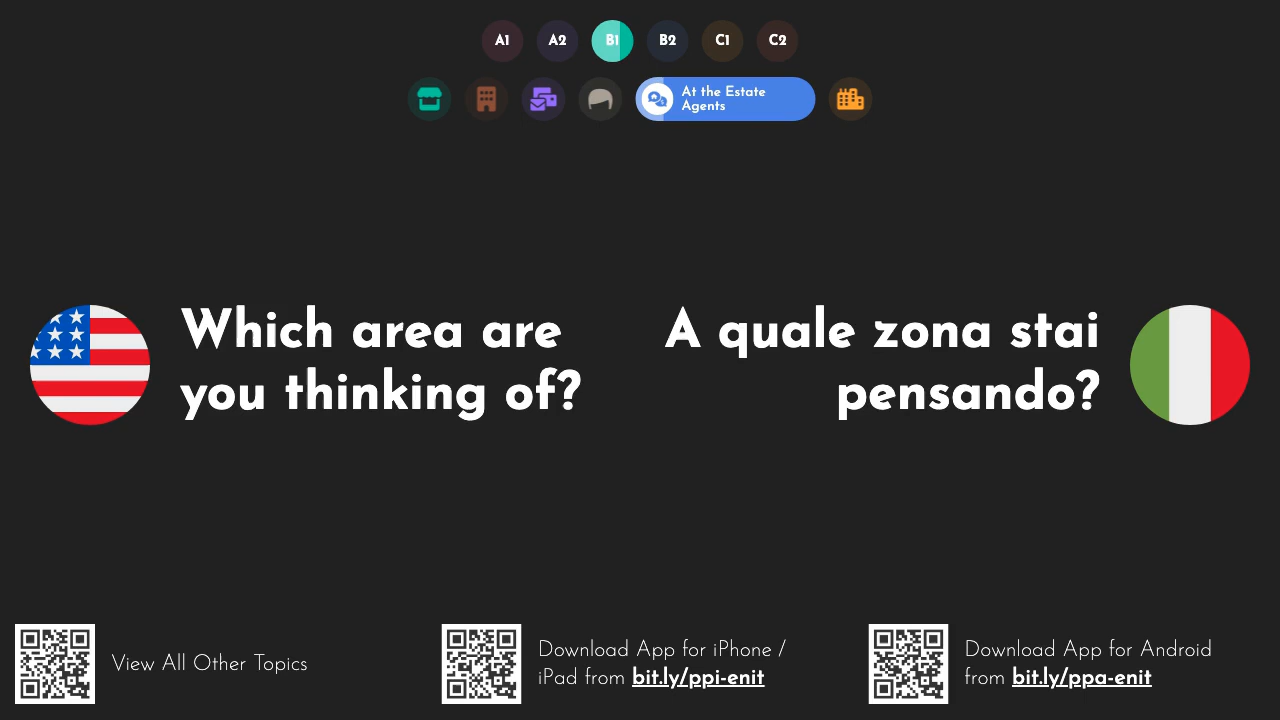 A1 A2 B1 B2 C1 C2
At the Estate
Agents
Which area are
you thinking of?
A quale zona stai
pensando?
View All Other Topics
Download App for iPhone /
iPad from bit.ly/ppi-enit
Download App for Android
from bit.ly/ppa-enit